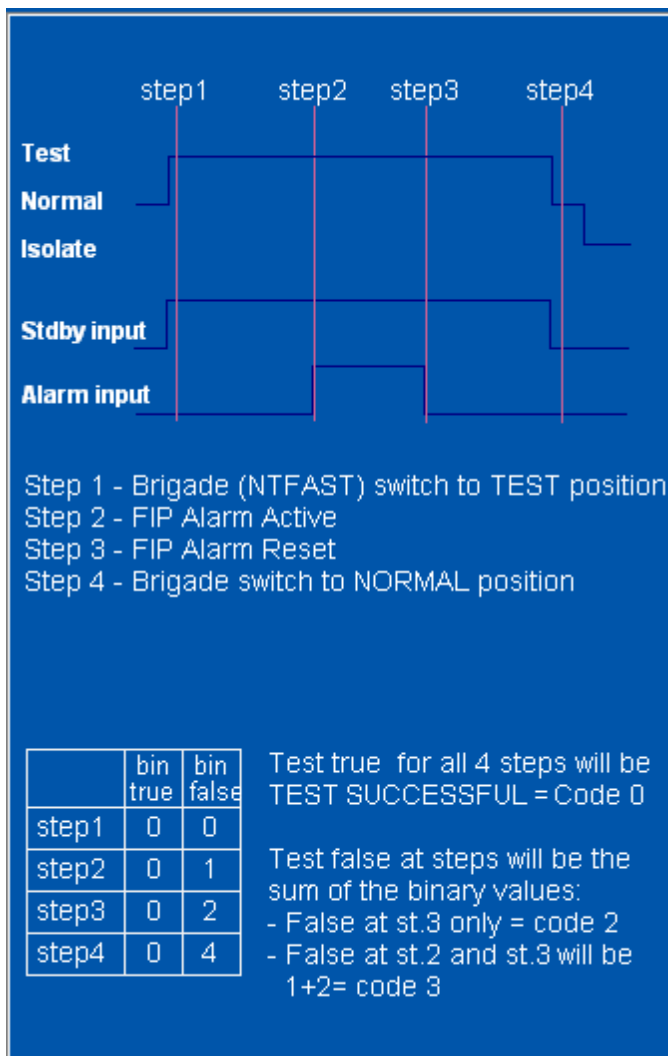 step1 step2 step3 step4
Test
Normal
Isolate
Stdby input
Alarm input
Step 1 - Brigade (NTFAST) switch to TEST position
Step 2 - FIP Alarm Active
Step 3 - FIP Alarm Reset
Step 4 - Brigade switch to NORMAL position
bin true bin false
step1 0 0
step2 0 1
step3 0 2
step4 0 4
Test true for all 4 steps will be
TEST SUCCESSFUL = Code 0
Test false at steps will be the
sum of the binary values:
- False at st.3 only = code 2
- False at st.2 and st.3 will be
1+2= code 3